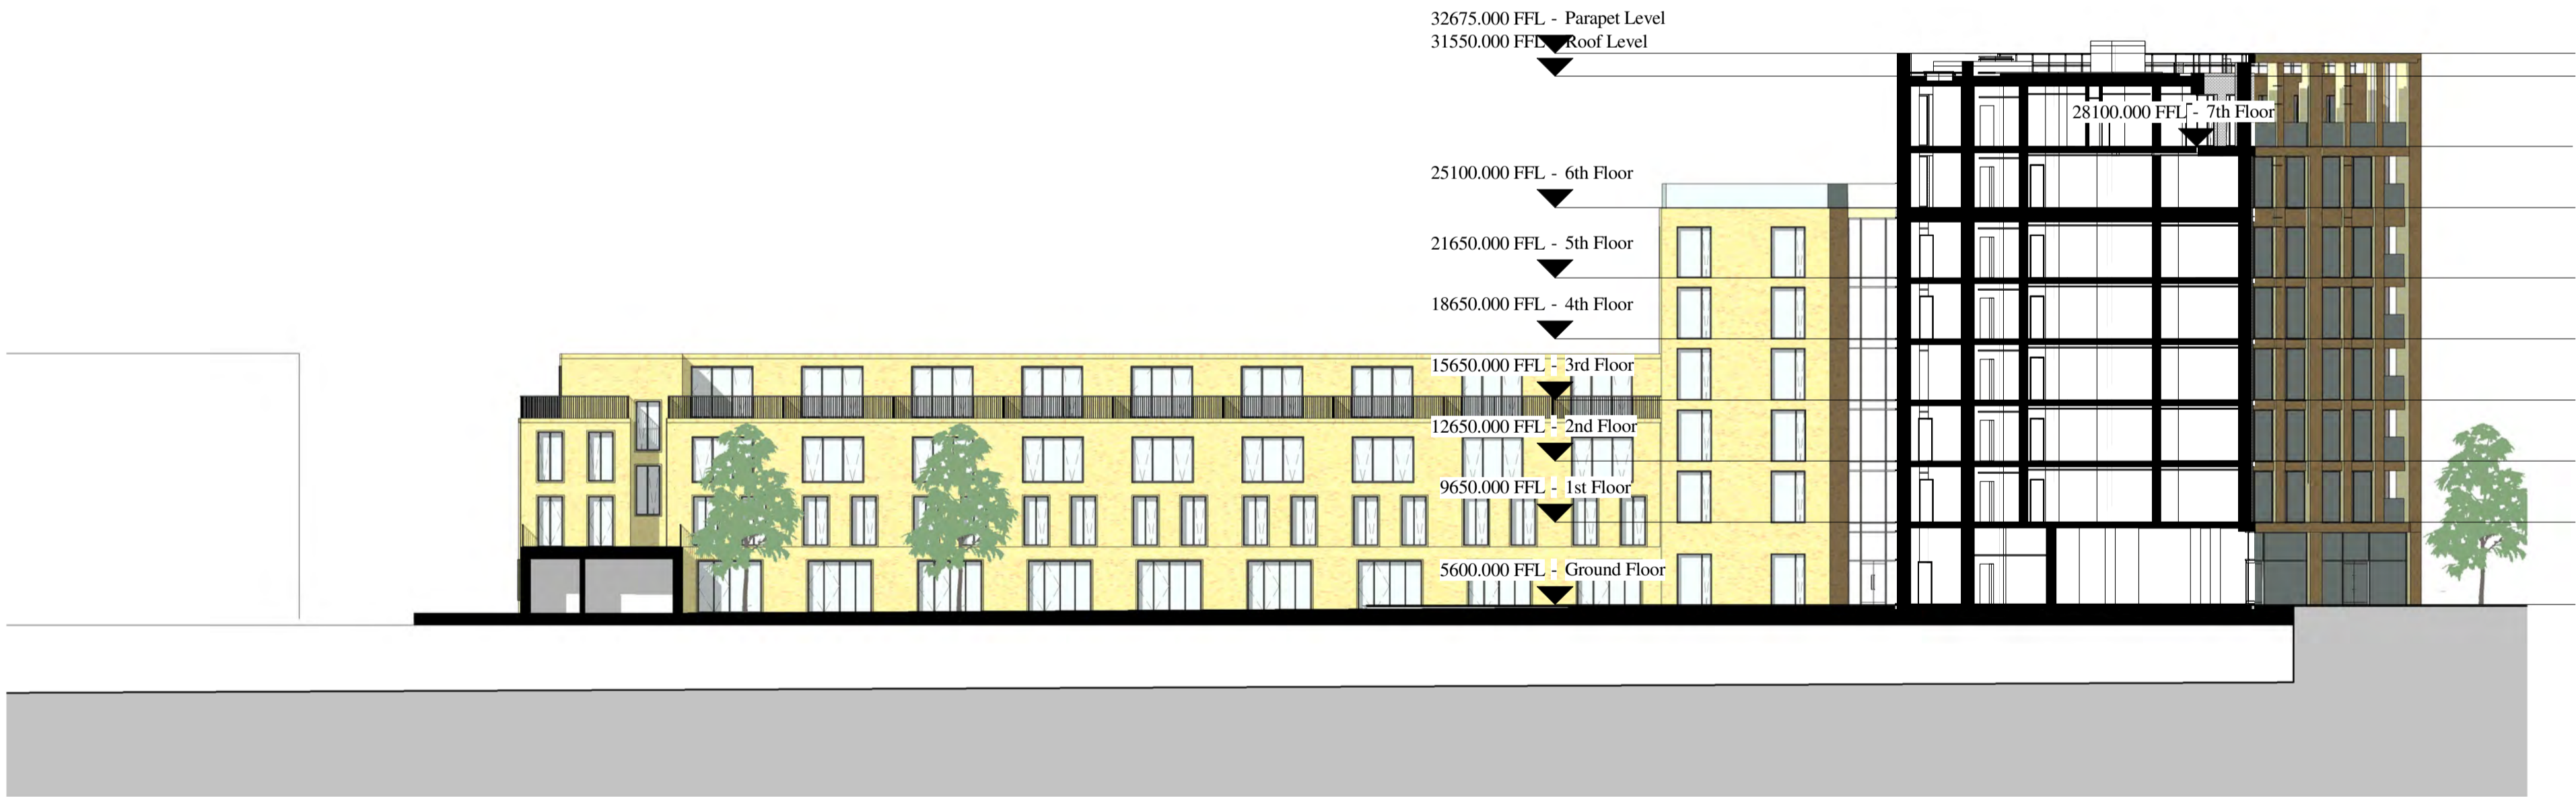 32675.000 FFL - Parapet Level
31550.000 FFL - Roof Level
28100.000 FFL - 7th Floor
25100.000 FFL - 6th Floor
21650.000 FFL - 5th Floor
18650.000 FFL - 4th Floor
15650.000 FFL - 3rd Floor
12650.000 FFL - 2nd Floor
9650.000 FFL - 1st Floor
5600.000 FFL - Ground Floor